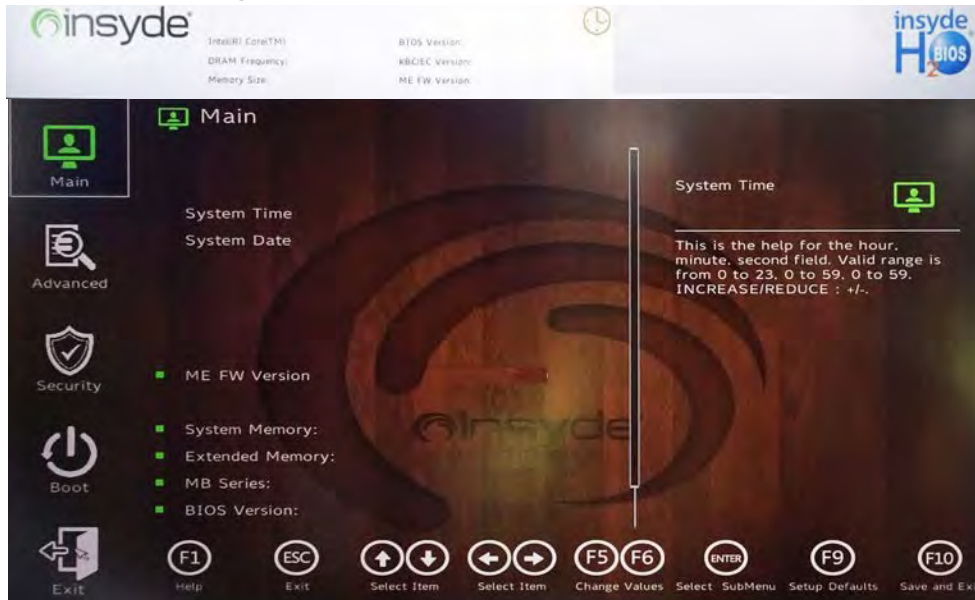 insyde
Intel(R) Core(TM)
DRAM Frequency:
Memory Size:
BIOS Version:
KBC/EC Version:
ME FW Version:
insyde
H2O
BIOS
Main
Advanced
Security
Boot
Exit
Main
System Time
System Date
ME FW Version
System Memory:
Extended Memory:
MB Series:
BIOS Version:
insyde
System Time
This is the help for the hour,
minute, second field. Valid range is
from 0 to 23, 0 to 59, 0 to 59.
INCREASE/REDUCE : +/-.
F1 Help
ESC Exit
Select Item
Select Item
F5 F6 Change Values
ENTER Select SubMenu
F9 Setup Defaults
F10 Save and Exi